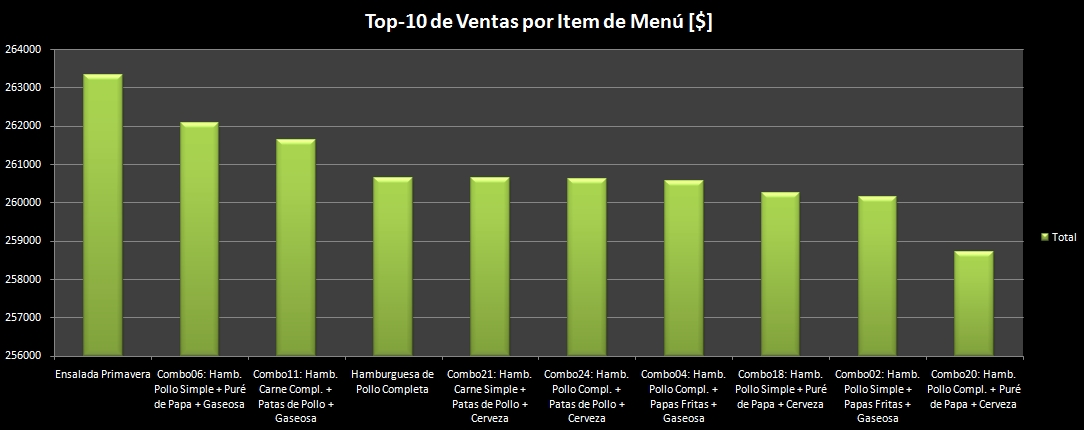 Top-10 de Ventas por Item de Menú [$]
264000
263000
262000
261000
260000
259000
258000
257000
256000
Ensalada Primavera
Combo06: Hamb.
Pollo Simple + Puré
de Papa + Gaseosa
Combo11: Hamb.
Carne Compl. +
Patas de Pollo +
Gaseosa
Hamburguesa de
Pollo Completa
Combo21: Hamb.
Carne Simple +
Patas de Pollo +
Cerveza
Combo24: Hamb.
Pollo Compl. +
Patas de Pollo +
Cerveza
Combo04: Hamb.
Pollo Compl. +
Papas Fritas +
Gaseosa
Combo18: Hamb.
Pollo Simple + Puré
de Papa + Cerveza
Combo02: Hamb.
Pollo Simple +
Papas Fritas +
Gaseosa
Combo20: Hamb.
Pollo Compl. + Puré
de Papa + Cerveza
Total